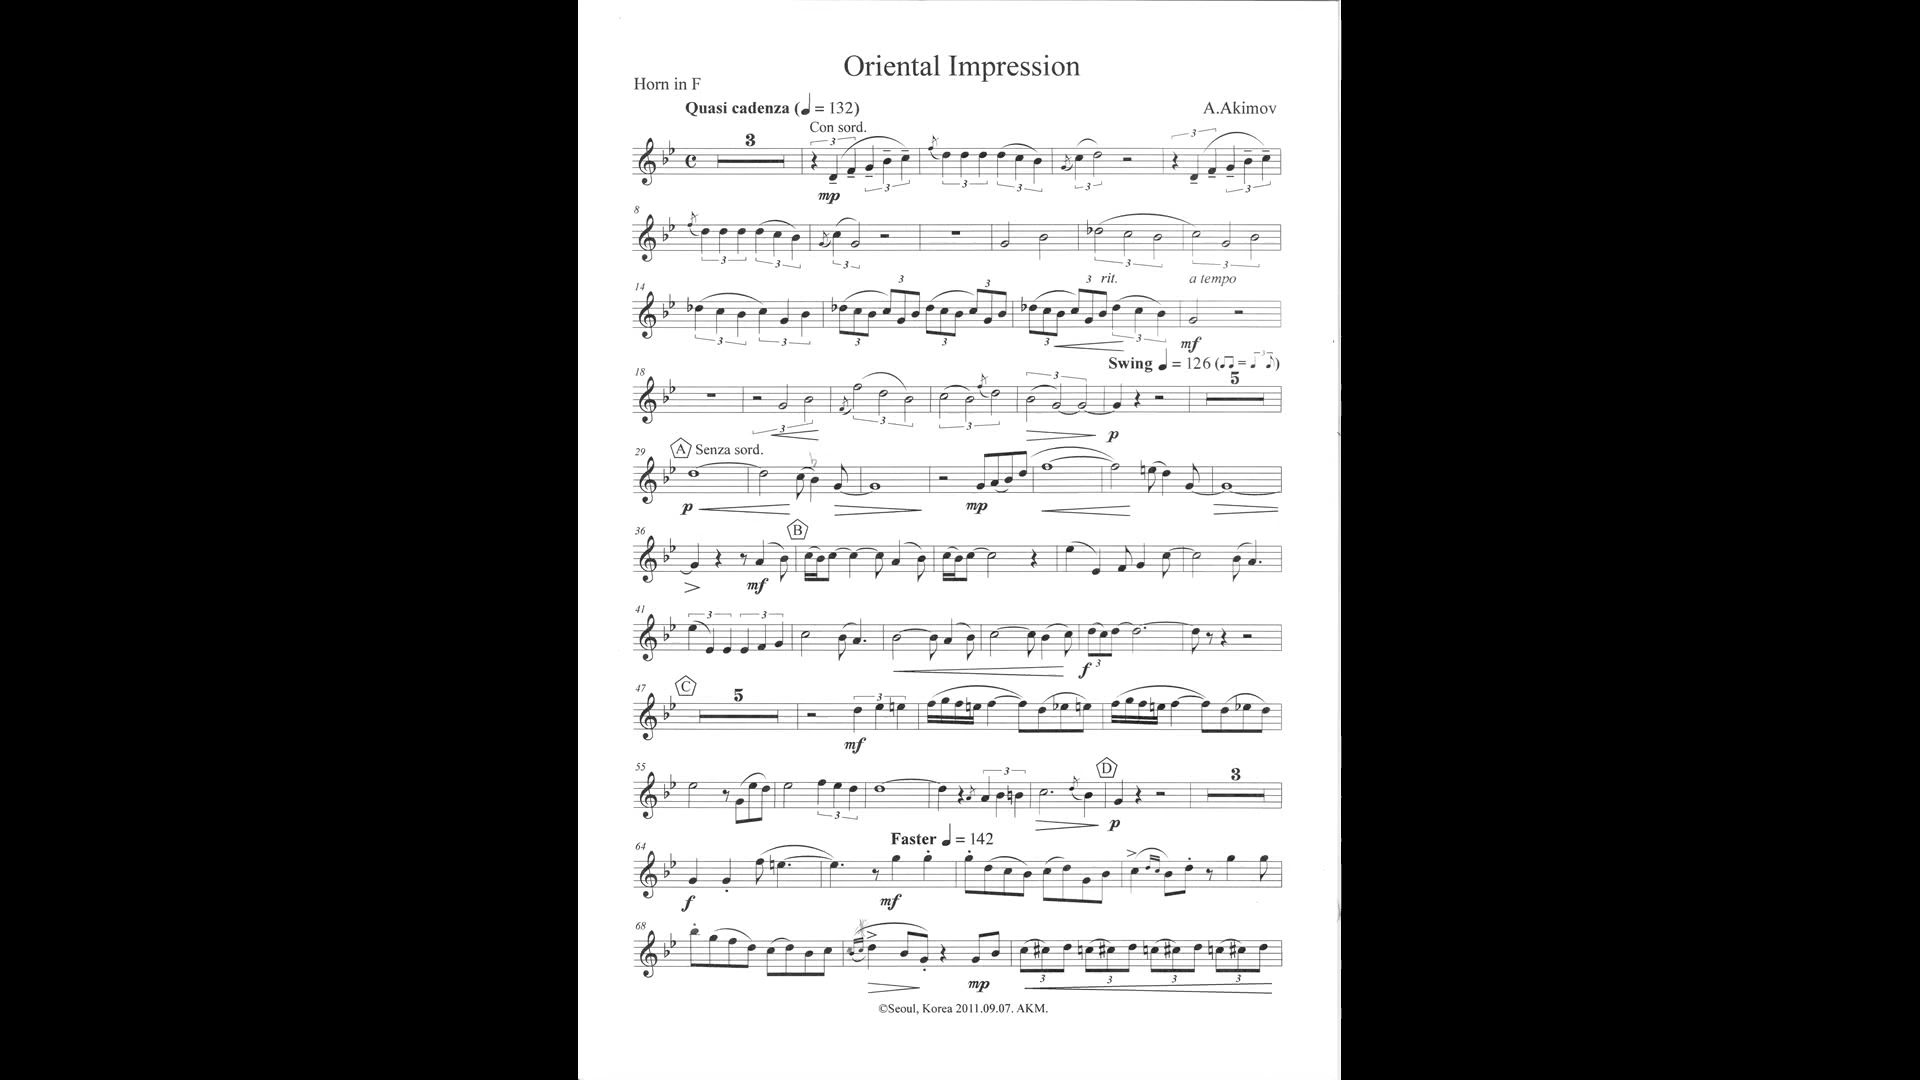 Oriental Impression
Horn in F
Quasi cadenza (♩ = 132)
A.Akimov
3
Con sord.
3
3
3
3
3
3
3
mp
8
3
3
3
3
3
14
3
3
rit.
a tempo
3
3
3
3
3
mf
Swing ♩ = 126 (♫ = 3)
18
3
5
3
3
3
p
29
A
Senza sord.
p
mp
36
B
mf
41
3
3
f
3
47
C
5
3
mf
55
3
D
3
3
p
Faster ♩ = 142
64
f
mf
68
mp
3
3
3
3
©Seoul, Korea 2011.09.07. AKM.